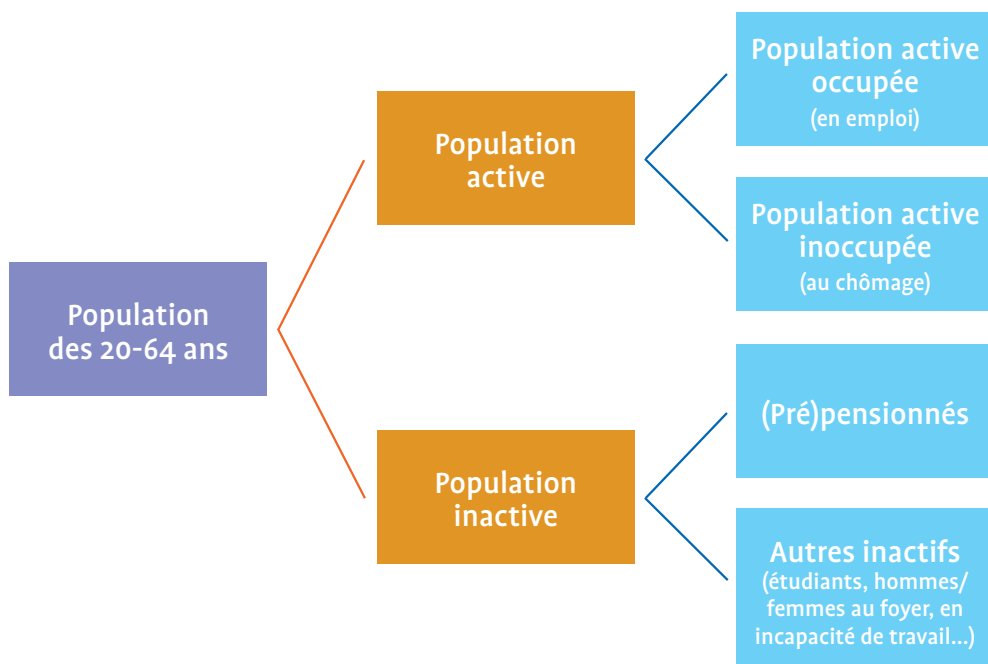 Population
des 20-64 ans
Population
active
Population
inactive
Population active
occupée
(en emploi)
Population active
inoccupée
(au chômage)
(Pré)pensionnés
Autres inactifs
(étudiants, hommes/
femmes au foyer, en
incapacité de travail...)